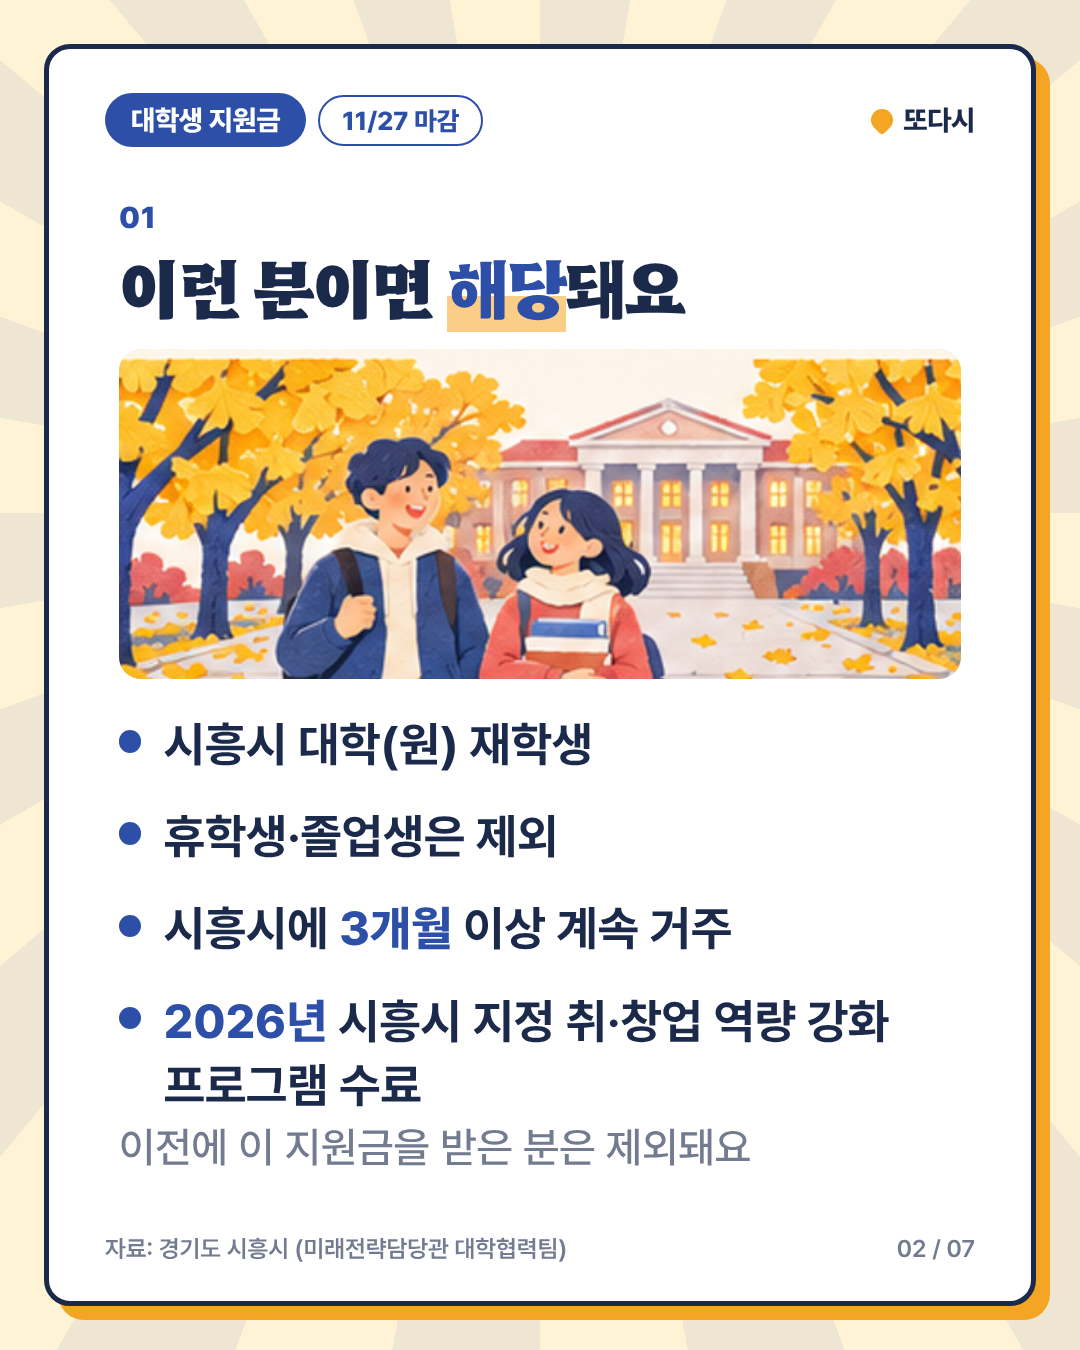 대학생 지원금
11/27 마감
또다시
01
이런 분이면 해당돼요
시흥시 대학(원) 재학생
휴학생·졸업생은 제외
시흥시에 3개월 이상 계속 거주
2026년 시흥시 지정 취·창업 역량 강화
프로그램 수료
이전에 이 지원금을 받은 분은 제외돼요
자료: 경기도 시흥시 (미래전략담당관 대학협력팀)
02 / 07